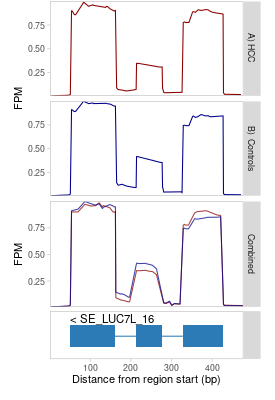 FPM
0.75
0.50
0.25
A) HCC
0.75
0.50
0.25
B) Controls
FPM
0.75
0.50
0.25
Combined
< SE_LUC7L_16
100 200 300 400
Distance from region start (bp)